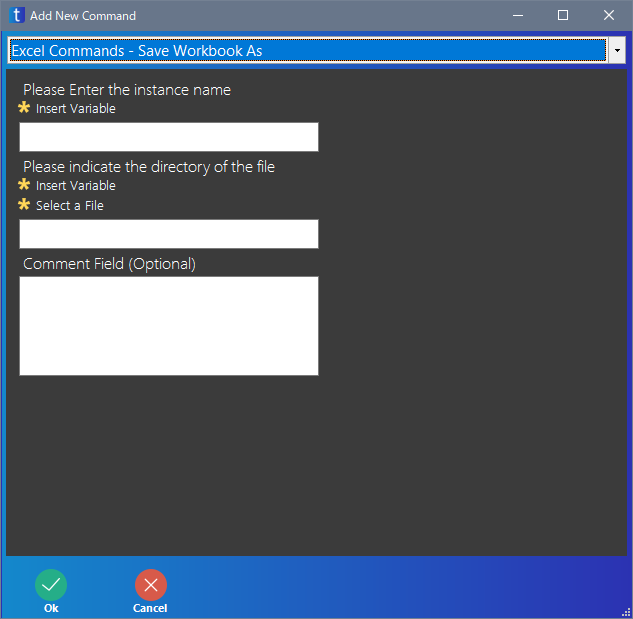 t Add New Command
Excel Commands - Save Workbook As
Please Enter the instance name
Insert Variable
Please indicate the directory of the file
Insert Variable
Select a File
Comment Field (Optional)
Ok Cancel